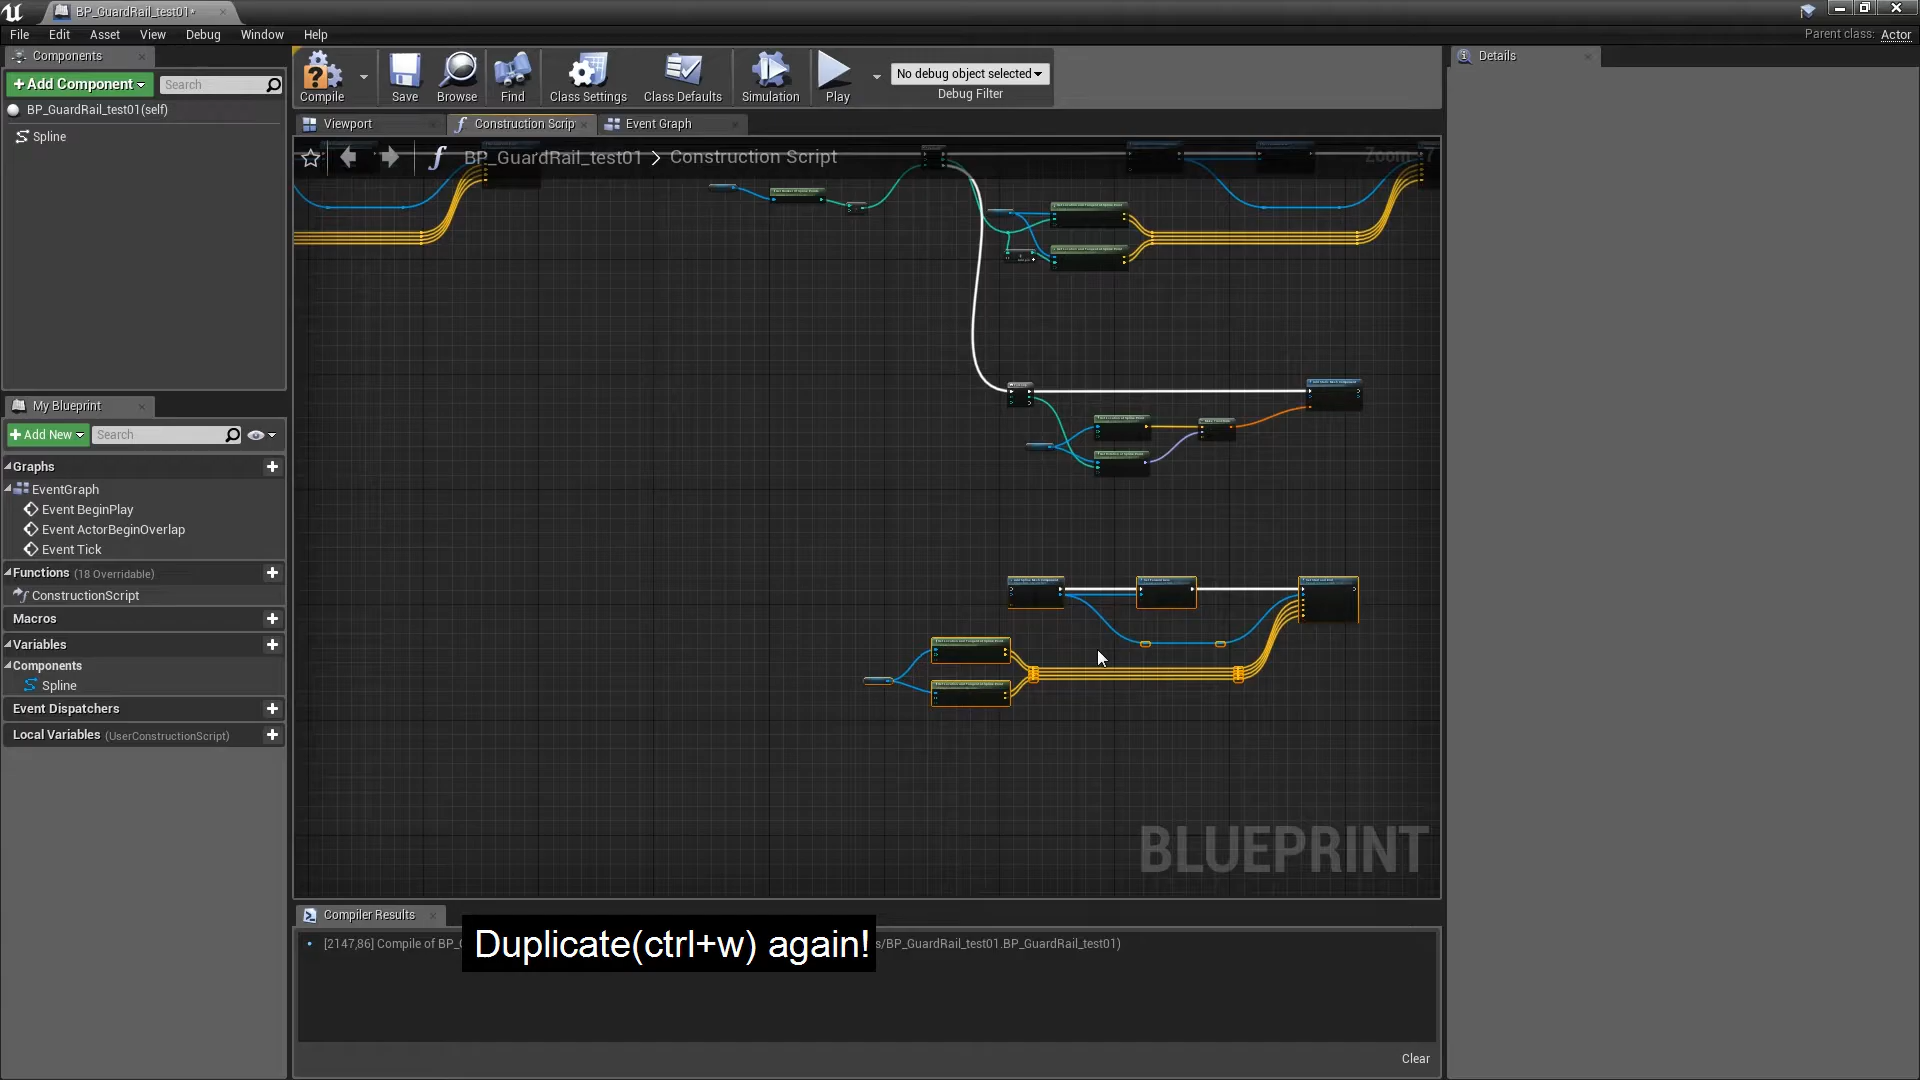 BP_GuardRail_test01*
File Edit Asset View Debug Window Help
Parent class: Actor
Components
+Add Component
Search
BP_GuardRail_test01(self)
Spline
Compile
Save
Browse
Find
Class Settings
Class Defaults
Simulation
Play
No debug object selected
Debug Filter
Details
Viewport
Construction Scrip
Event Graph
BP_GuardRail_test01 > Construction Script
BLUEPRINT
My Blueprint
+Add New
Search
Graphs
EventGraph
Event BeginPlay
Event ActorBeginOverlap
Event Tick
Functions (18 Overridable)
ConstructionScript
Macros
Variables
Components
Spline
Event Dispatchers
Local Variables (UserConstructionScript)
Compiler Results
[2147,86] Compile of BP_ s/BP_GuardRail_test01.BP_GuardRail_test01)
Duplicate(ctrl+w) again!
Clear